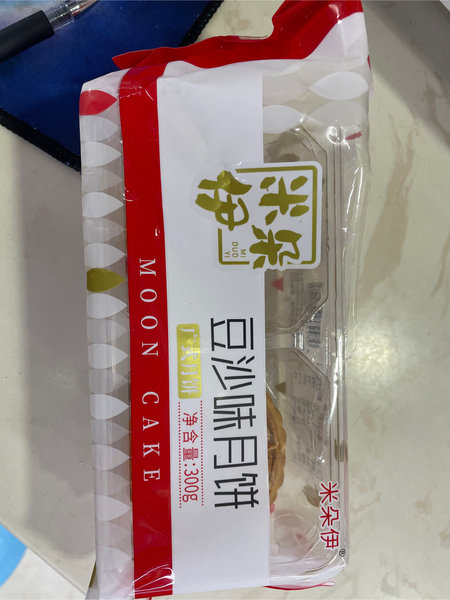 米朵
伊
MI
DUO
YI
豆沙味月饼
广式月饼
净含量:300g
MOON CAKE
米朵伊®